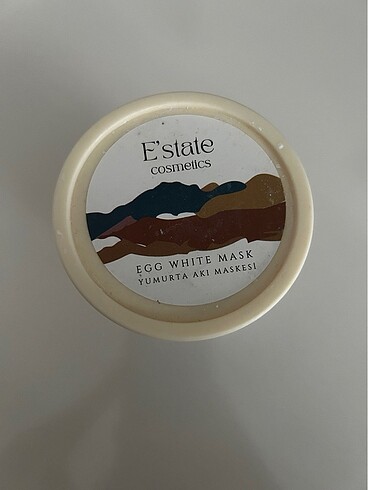 E'state
cosmetics
EGG WHITE MASK
YUMURTA AKI MASKESİ